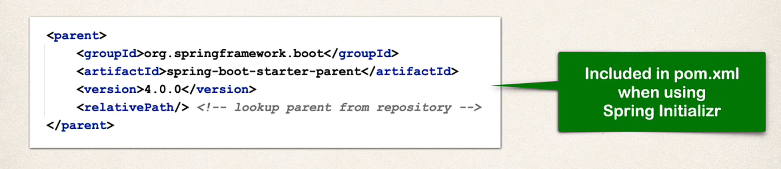 <parent>
<groupId>org.springframework.boot</groupId>
<artifactId>spring-boot-starter-parent</artifactId>
<version>4.0.0</version>
<relativePath/> <!-- lookup parent from repository -->
</parent>
Included in pom.xml
when using
Spring Initializr